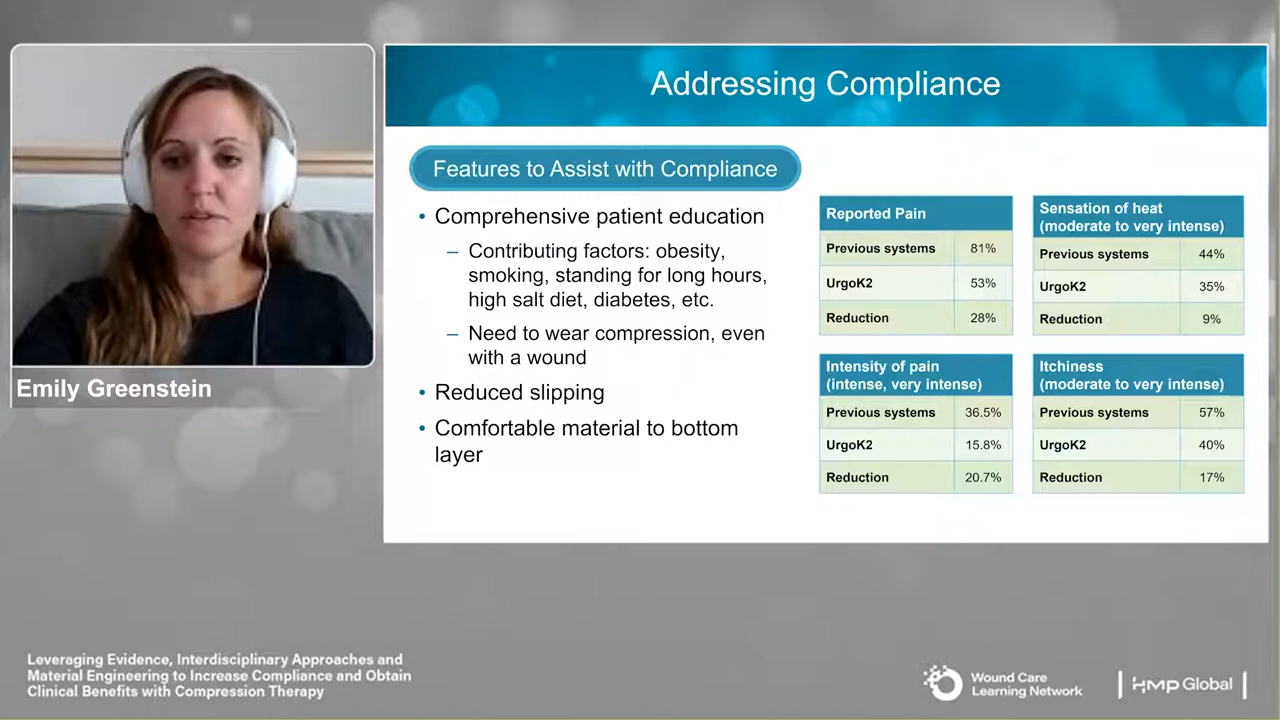 Addressing Compliance
Features to Assist with Compliance
• Comprehensive patient education
– Contributing factors: obesity,
smoking, standing for long hours,
high salt diet, diabetes, etc.
– Need to wear compression, even
with a wound
• Reduced slipping
• Comfortable material to bottom
layer
Reported Pain
Previous systems 81%
UrgoK2 53%
Reduction 28%
Sensation of heat
(moderate to very intense)
Previous systems 44%
UrgoK2 35%
Reduction 9%
Intensity of pain
(intense, very intense)
Previous systems 36.5%
UrgoK2 15.8%
Reduction 20.7%
Itchiness
(moderate to very intense)
Previous systems 57%
UrgoK2 40%
Reduction 17%
Emily Greenstein
Leveraging Evidence, Interdisciplinary Approaches and
Material Engineering to Increase Compliance and Obtain
Clinical Benefits with Compression Therapy
Wound Care
Learning Network
HMP Global